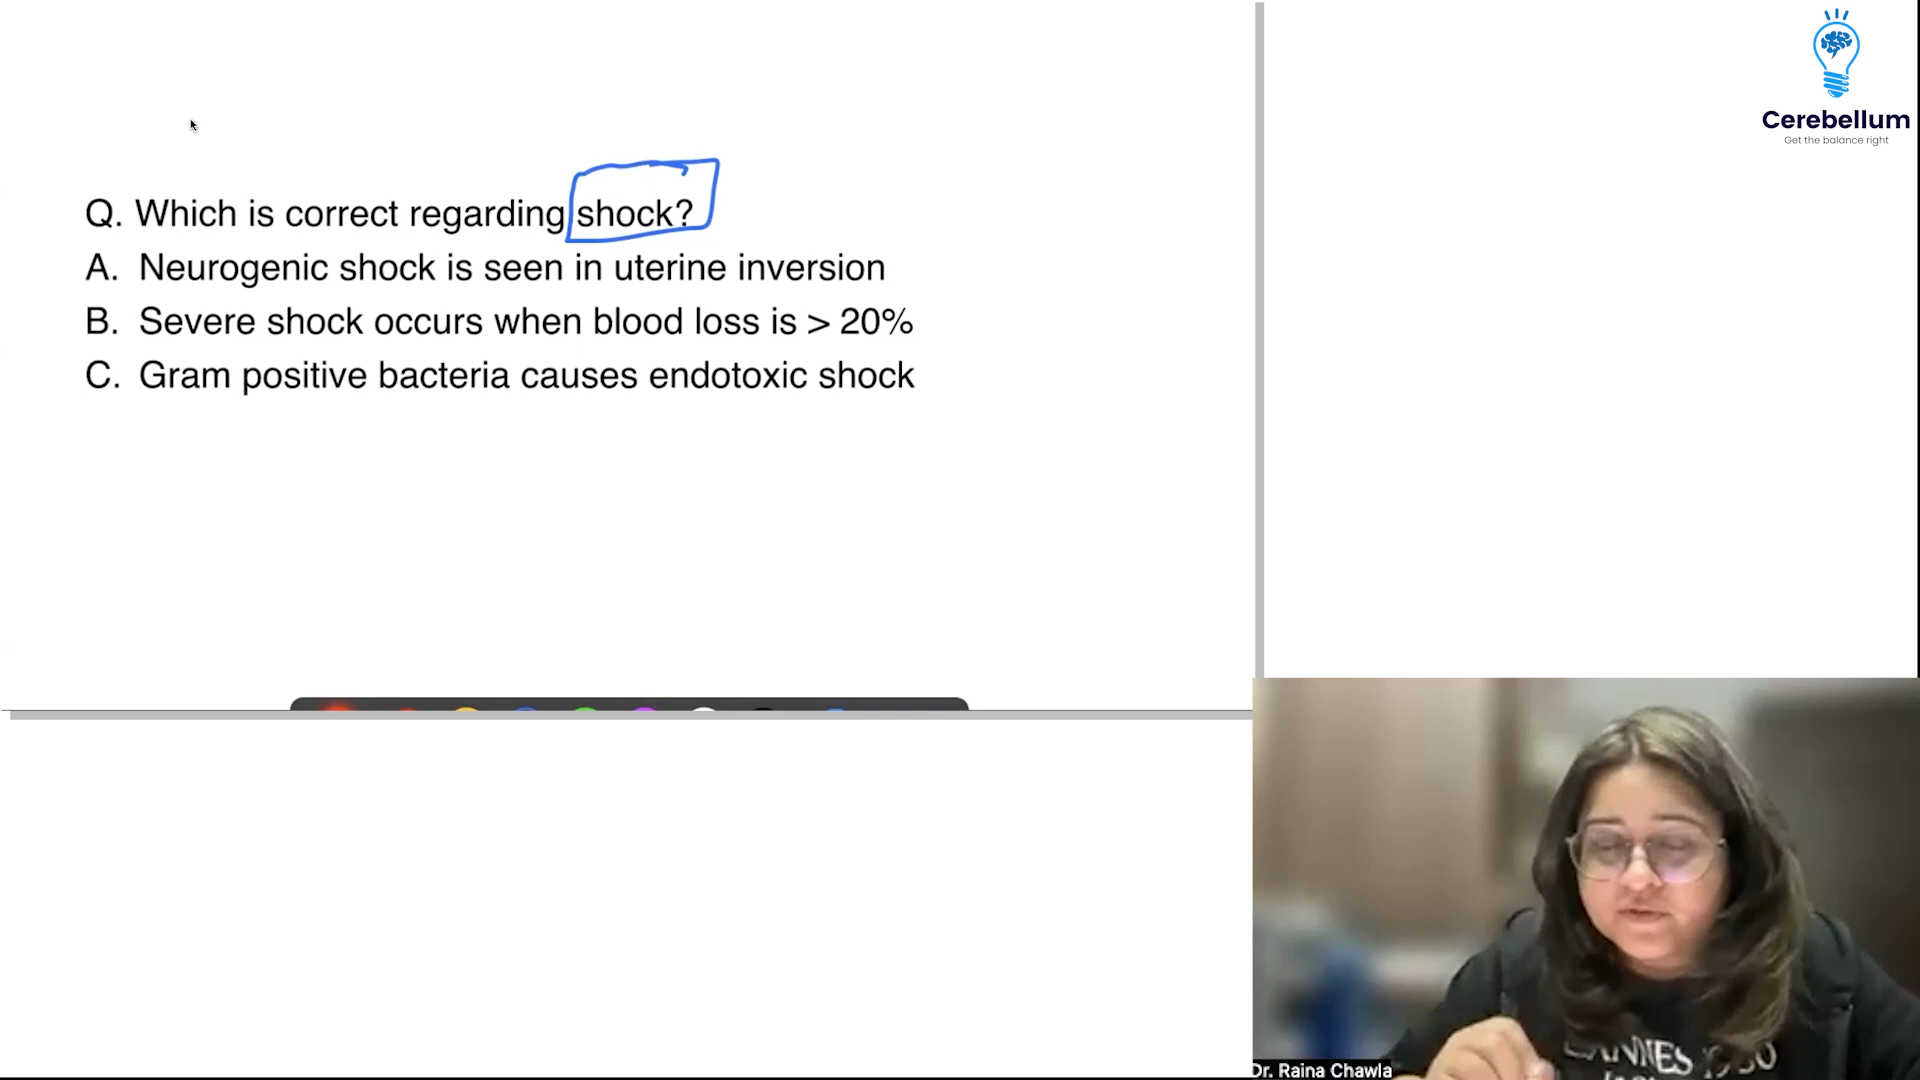 Cerebellum
Get the balance right
Q. Which is correct regarding shock?
A. Neurogenic shock is seen in uterine inversion
B. Severe shock occurs when blood loss is > 20%
C. Gram positive bacteria causes endotoxic shock
Dr. Raina Chawla